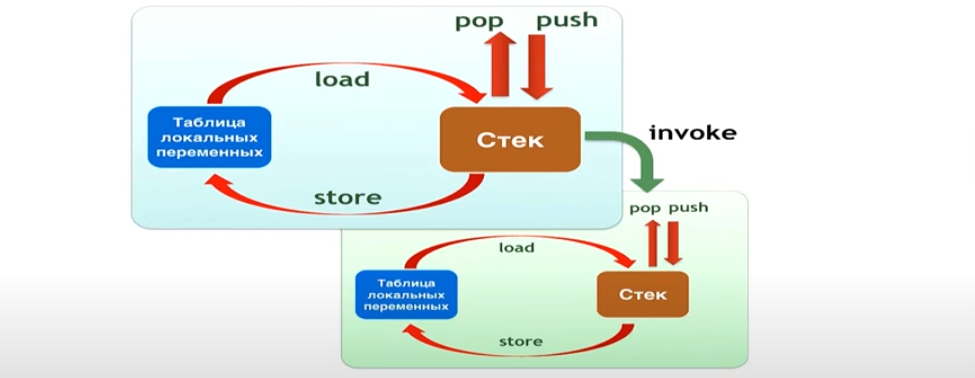 pop push
load
Таблица
локальных
переменных
Стек
invoke
store
pop push
load
Таблица
локальных
переменных
Стек
store